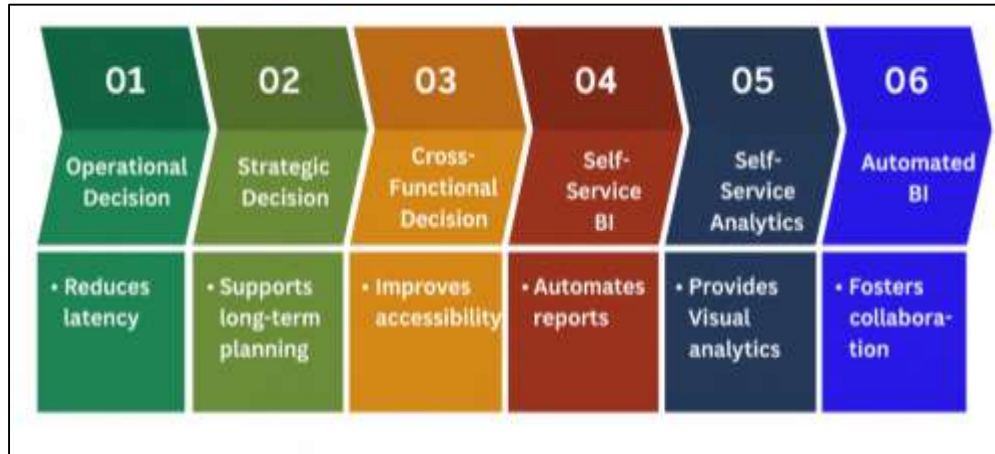 01
Operational
Decision
• Reduces
latency
02
Strategic
Decision
• Supports
long-term
planning
03
Cross-
Functional
Decision
• Improves
accessibility
04
Self-
Service
BI
• Automates
reports
05
Self-
Service
Analytics
• Provides
Visual
analytics
06
Automated
BI
• Fosters
collabora-
tion